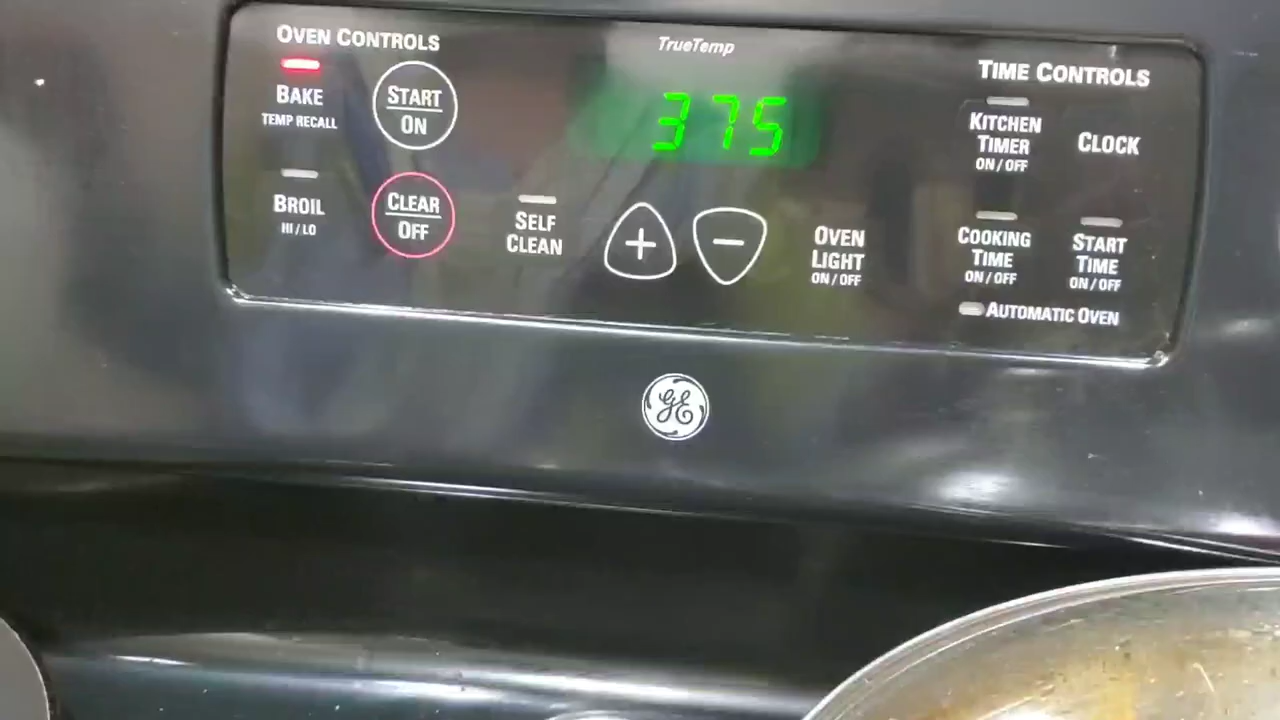 OVEN CONTROLS
BAKE
TEMP RECALL
START
ON
BROIL
HI / LO
CLEAR
OFF
SELF
CLEAN
TrueTemp
375
+
−
OVEN
LIGHT
ON / OFF
TIME CONTROLS
KITCHEN
TIMER
ON / OFF
CLOCK
COOKING
TIME
ON / OFF
START
TIME
ON / OFF
AUTOMATIC OVEN
GE